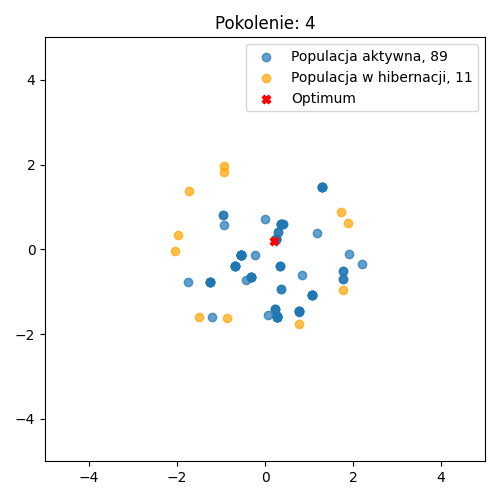 Pokolenie: 4
Populacja aktywna, 89
Populacja w hibernacji, 11
Optimum
4
2
0
−2
−4
−4 −2 0 2 4